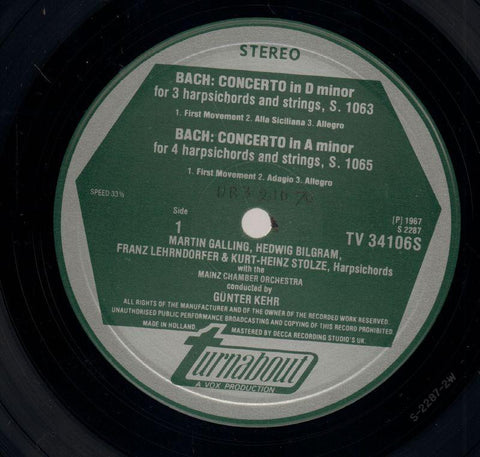 STEREO
BACH: CONCERTO in D minor
for 3 harpsichords and strings, S. 1063
1. First Movement 2. Alla Siciliana 3. Allegro
BACH: CONCERTO in A minor
for 4 harpsichords and strings, S. 1065
1. First Movement 2. Adagio 3. Allegro
SPEED 33⅓
Side
1
[P] 1967
S 2287
TV 34106S
MARTIN GALLING, HEDWIG BILGRAM,
FRANZ LEHRNDORFER & KURT-HEINZ STOLZE, Harpsichords
with the
MAINZ CHAMBER ORCHESTRA
conducted by
GÜNTER KEHR
ALL RIGHTS OF THE MANUFACTURER AND OF THE OWNER OF THE RECORDED WORK RESERVED.
UNAUTHORISED PUBLIC PERFORMANCE BROADCASTING AND COPYING OF THIS RECORD PROHIBITED
MADE IN HOLLAND. MASTERED BY DECCA RECORDING STUDIO'S UK.
turnabout
A VOX PRODUCTION
S-2287-2W